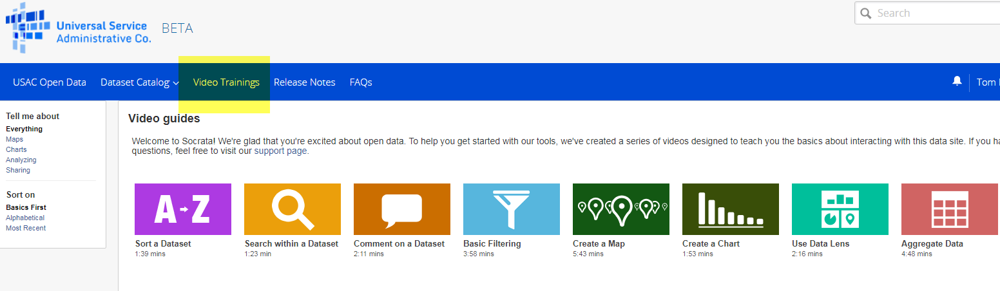 Universal Service
Administrative Co.
BETA
Search
USAC Open Data
Dataset Catalog
Video Trainings
Release Notes
FAQs
Tom
Tell me about
Everything
Maps
Charts
Analyzing
Sharing
Sort on
Basics First
Alphabetical
Most Recent
Video guides
Welcome to Socrata! We're glad that you're excited about open data. To help you get started with our tools, we've created a series of videos designed to teach you the basics about interacting with this data site. If you ha
questions, feel free to visit our support page.
A Z
Sort a Dataset
1:39 mins
Search within a Dataset
1:23 min
Comment on a Dataset
2:11 mins
Basic Filtering
3:58 mins
Create a Map
5:43 mins
Create a Chart
1:53 mins
Use Data Lens
2:16 mins
Aggregate Data
4:48 mins